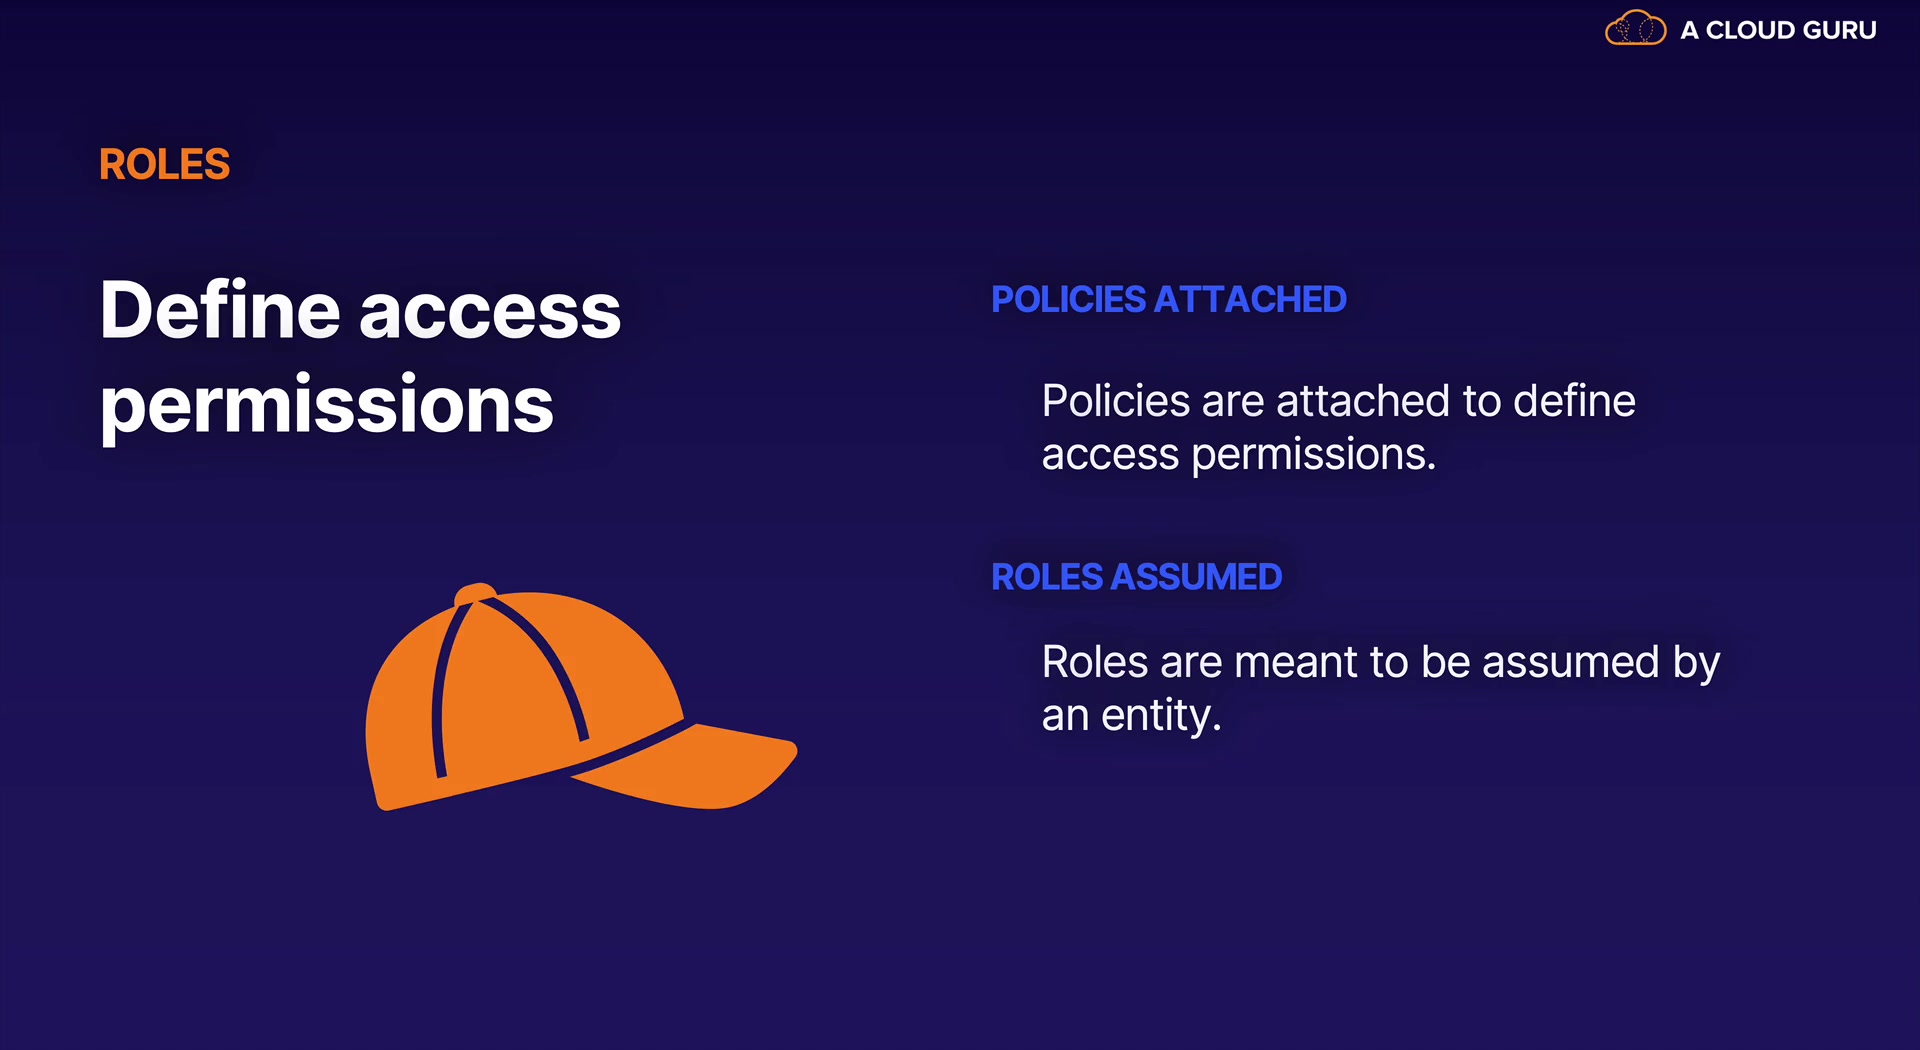 A CLOUD GURU
ROLES
Define access
permissions
POLICIES ATTACHED
Policies are attached to define
access permissions.
ROLES ASSUMED
Roles are meant to be assumed by
an entity.